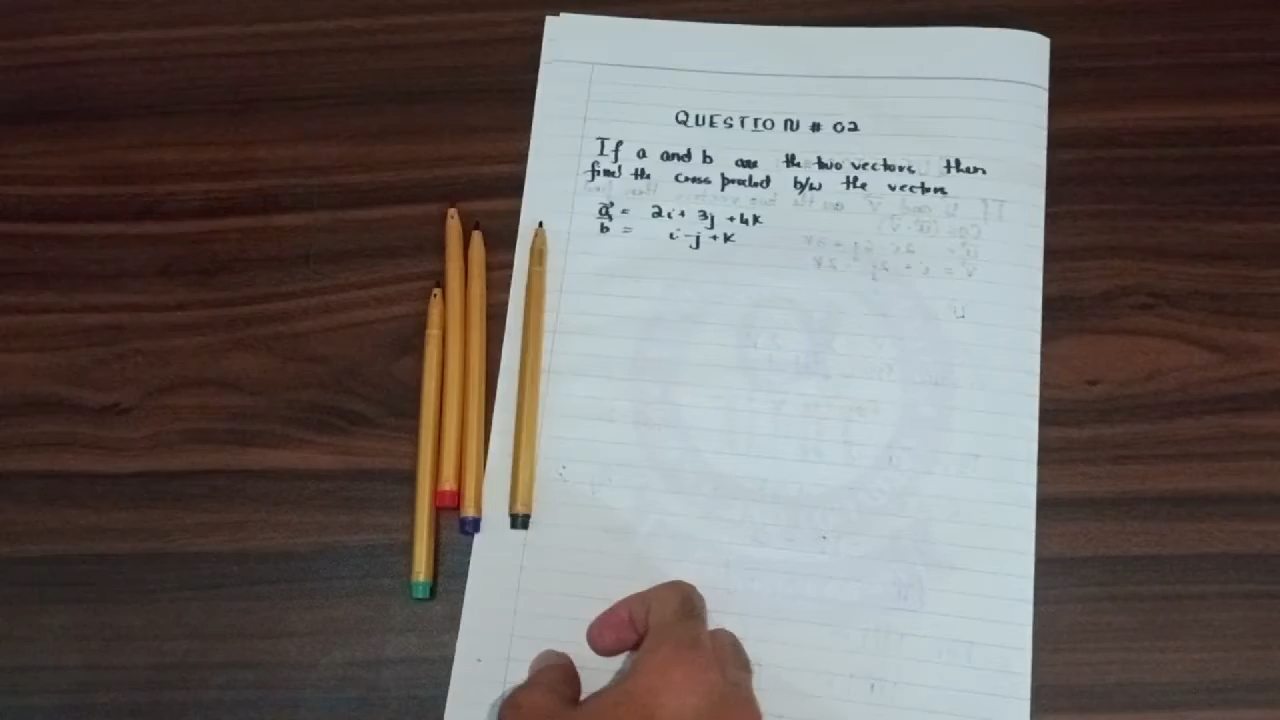 QUESTION # 02
If a and b are the two vectors then
find the cross product b/w the vectors
a⃗ = 2i + 3j + 4k
b⃗ = i - j + k